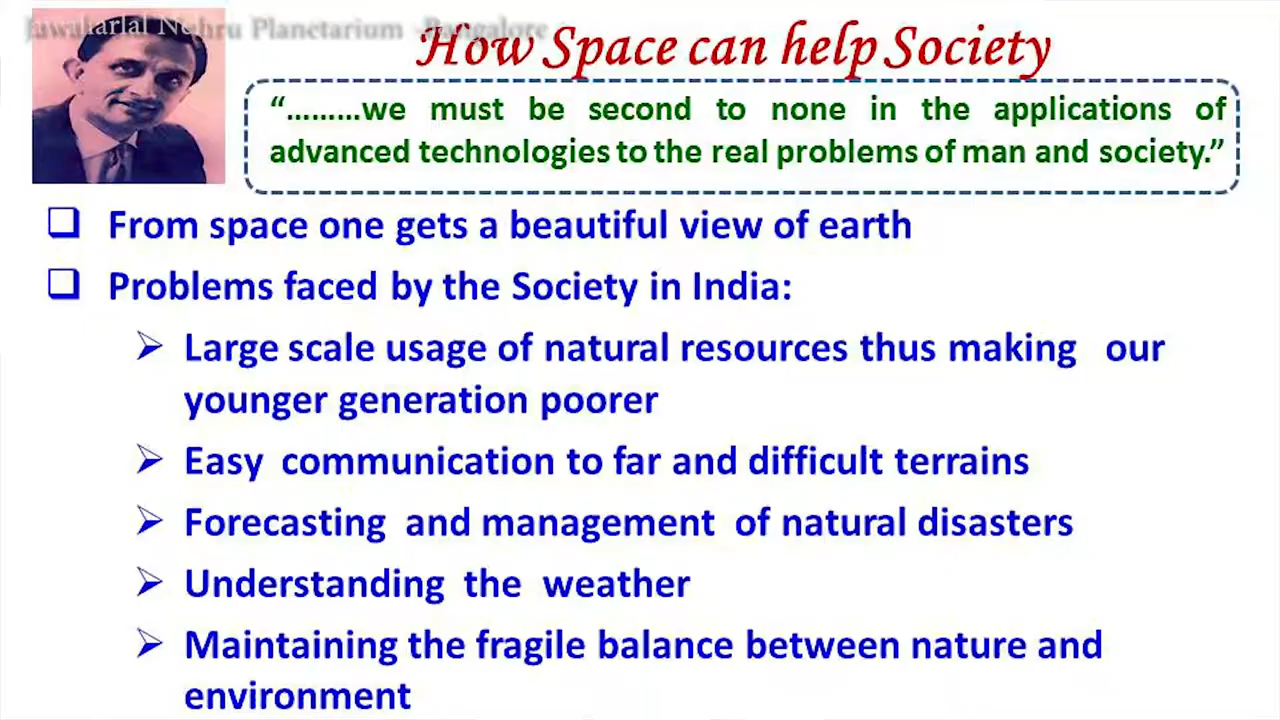 Jawaharlal Nehru Planetarium - Bangalore
How Space can help Society
“.........we must be second to none in the applications of
advanced technologies to the real problems of man and society.”
From space one gets a beautiful view of earth
Problems faced by the Society in India:
Large scale usage of natural resources thus making our
younger generation poorer
Easy communication to far and difficult terrains
Forecasting and management of natural disasters
Understanding the weather
Maintaining the fragile balance between nature and
environment